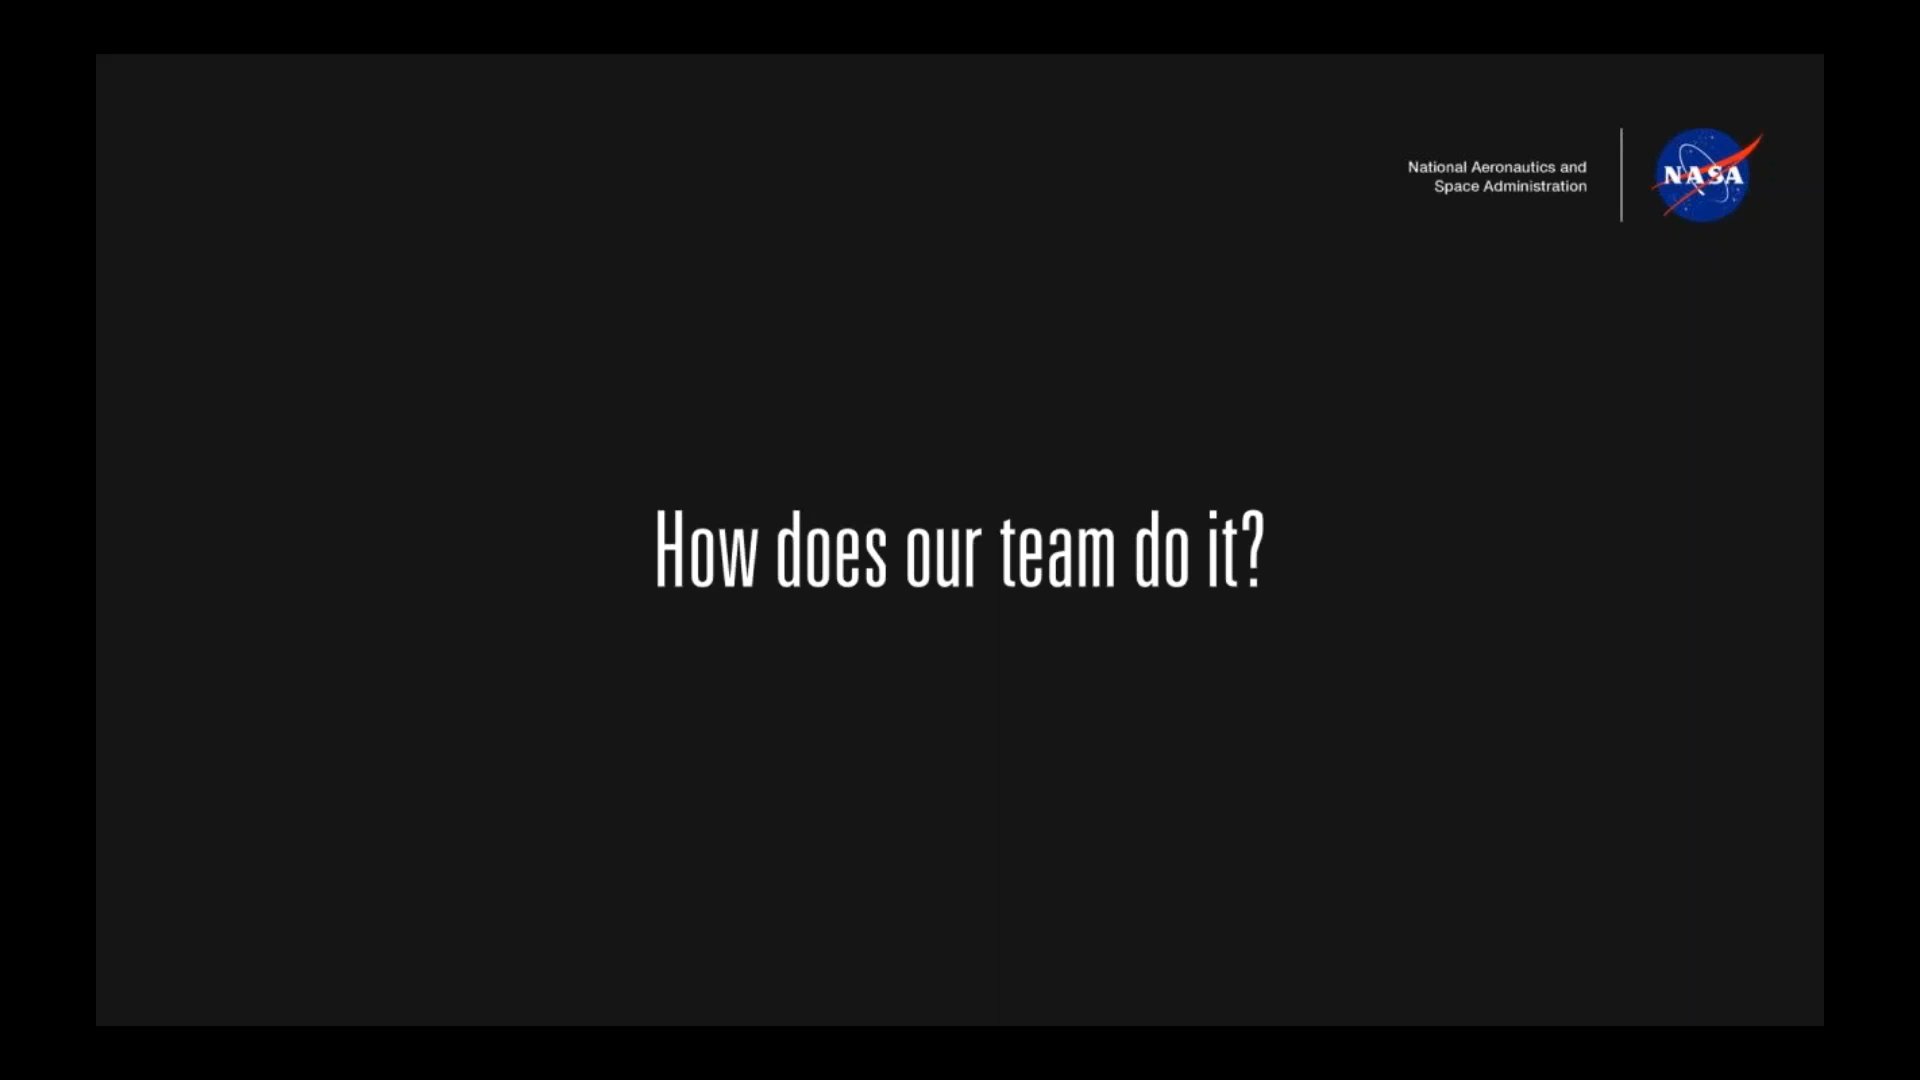 National Aeronautics and
Space Administration
NASA
How does our team do it?